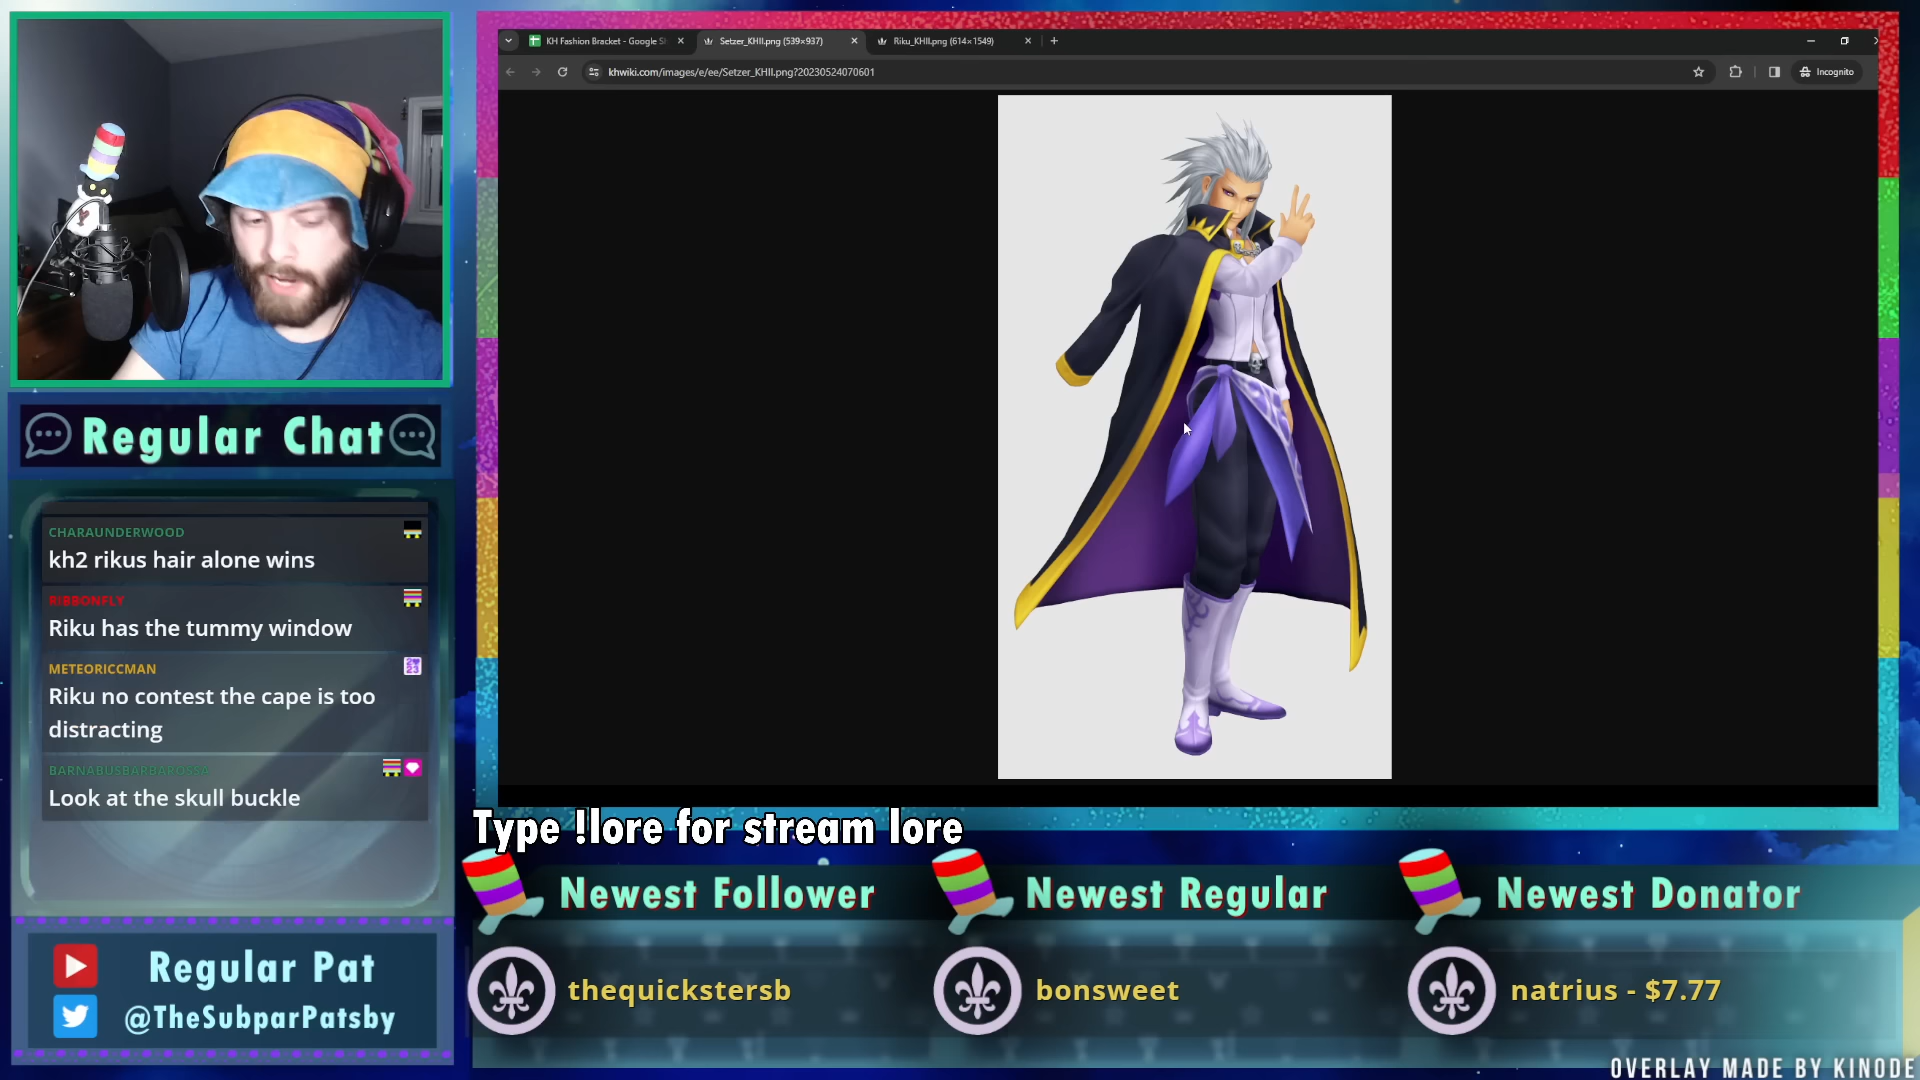 KH Fashion Bracket - Google Sh
Setzer_KHII.png (539×937)
Riku_KHII.png (614×1549)
khwiki.com/images/e/ee/Setzer_KHII.png?20230524070601
Incognito
Regular Chat
CHARAUNDERWOOD
kh2 rikus hair alone wins
RIBBONFLY
Riku has the tummy window
METEORICCMAN
Riku no contest the cape is too
distracting
BARNABUSBARBAROSSA
Look at the skull buckle
Regular Pat
@TheSubparPatsby
Type !lore for stream lore
Newest Follower
thequickstersb
Newest Regular
bonsweet
Newest Donator
natrius - $7.77
OVERLAY MADE BY KINODE